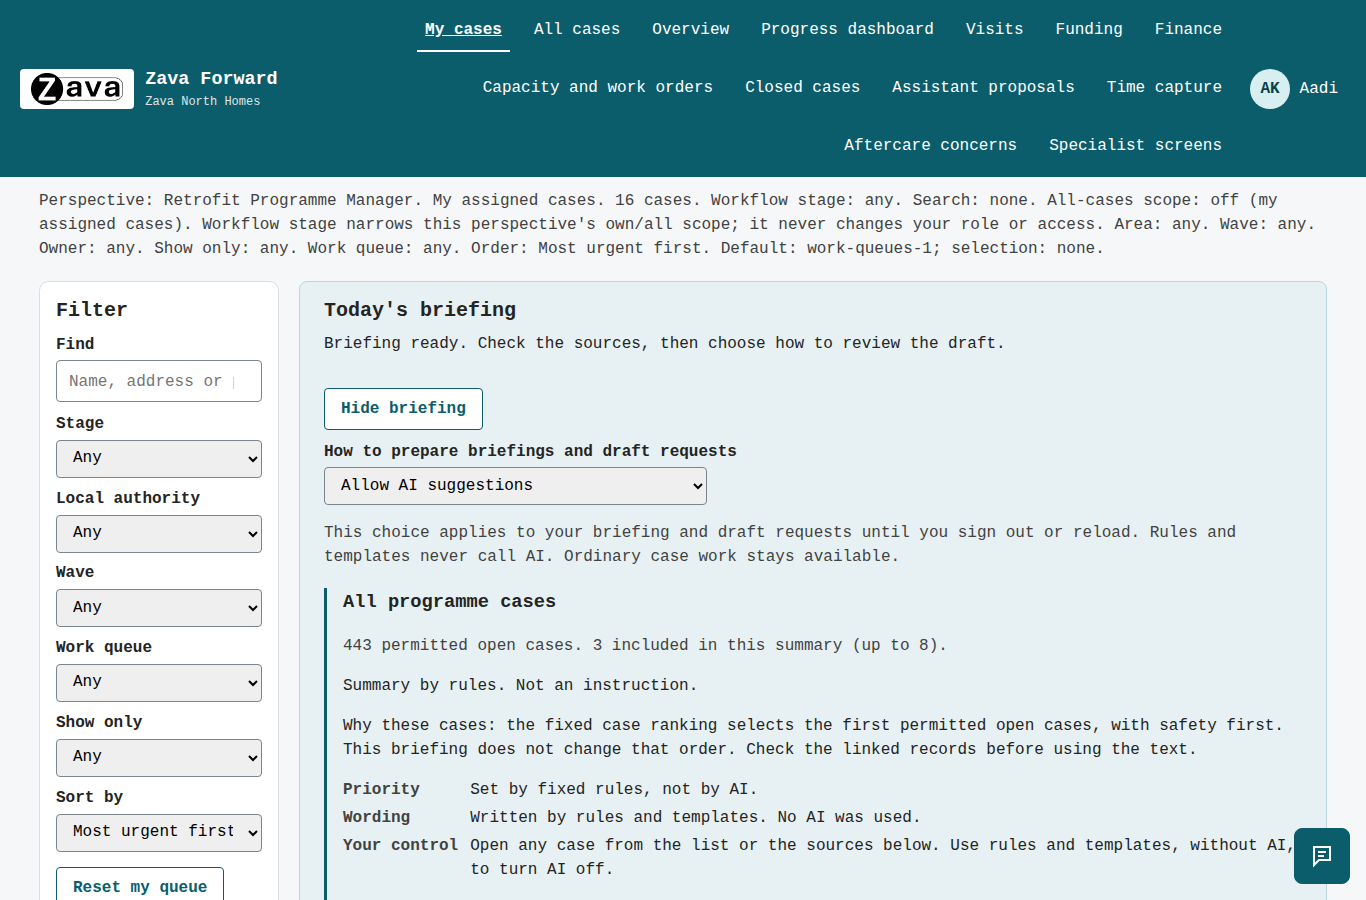 My cases All cases Overview Progress dashboard Visits Funding Finance
Zava
Zava Forward
Zava North Homes
Capacity and work orders Closed cases Assistant proposals Time capture
AK Aadi
Aftercare concerns Specialist screens
Perspective: Retrofit Programme Manager. My assigned cases. 16 cases. Workflow stage: any. Search: none. All-cases scope: off (my
assigned cases). Workflow stage narrows this perspective's own/all scope; it never changes your role or access. Area: any. Wave: any.
Owner: any. Show only: any. Work queue: any. Order: Most urgent first. Default: work-queues-1; selection: none.
Filter
Find
Name, address or
Stage
Any
Local authority
Any
Wave
Any
Work queue
Any
Show only
Any
Sort by
Most urgent first
Reset my queue
Today's briefing
Briefing ready. Check the sources, then choose how to review the draft.
Hide briefing
How to prepare briefings and draft requests
Allow AI suggestions
This choice applies to your briefing and draft requests until you sign out or reload. Rules and
templates never call AI. Ordinary case work stays available.
All programme cases
443 permitted open cases. 3 included in this summary (up to 8).
Summary by rules. Not an instruction.
Why these cases: the fixed case ranking selects the first permitted open cases, with safety first.
This briefing does not change that order. Check the linked records before using the text.
Priority Set by fixed rules, not by AI.
Wording Written by rules and templates. No AI was used.
Your control Open any case from the list or the sources below. Use rules and templates, without AI,
to turn AI off.